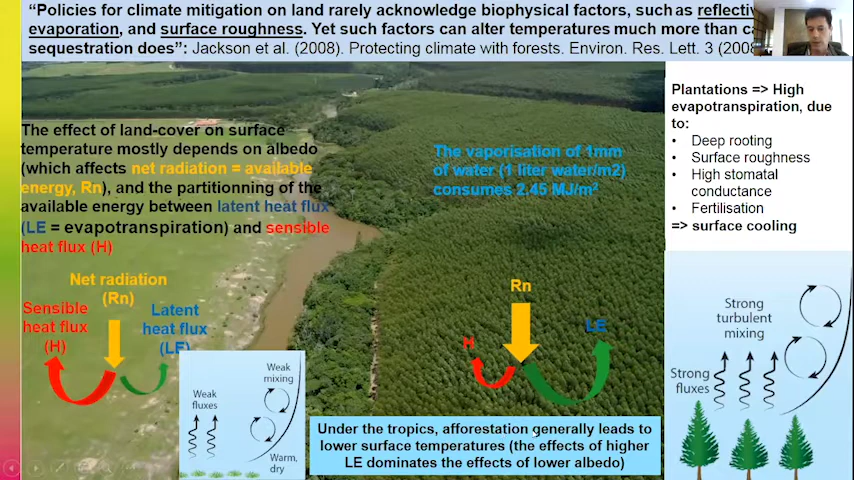 “Policies for climate mitigation on land rarely acknowledge biophysical factors, such as
evaporation, and surface roughness. Yet such factors can alter temperatures much more than
sequestration does”: Jackson et al. (2008). Protecting climate with forests. Environ. Res. Lett. 3
The effect of land-cover on surface
temperature mostly depends on albedo
(which affects net radiation = available
energy, Rn), and the partitionning of the
available energy between latent heat flux
(LE = evapotranspiration) and sensible
heat flux (H)
Net radiation
(Rn)
Sensible
heat flux
(H)
Latent
heat flux
(LE)
Weak
fluxes
Weak
mixing
Warm,
dry
The vaporisation of 1mm
of water (1 liter water/m2)
consumes 2.45 MJ/m²
Rn
H
LE
Under the tropics, afforestation generally leads to
lower surface temperatures (the effects of higher
LE dominates the effects of lower albedo)
Plantations => High
evapotranspiration, due
to:
• Deep rooting
• Surface roughness
• High stomatal
conductance
• Fertilisation
=> surface cooling
Strong
turbulent
mixing
Strong
fluxes